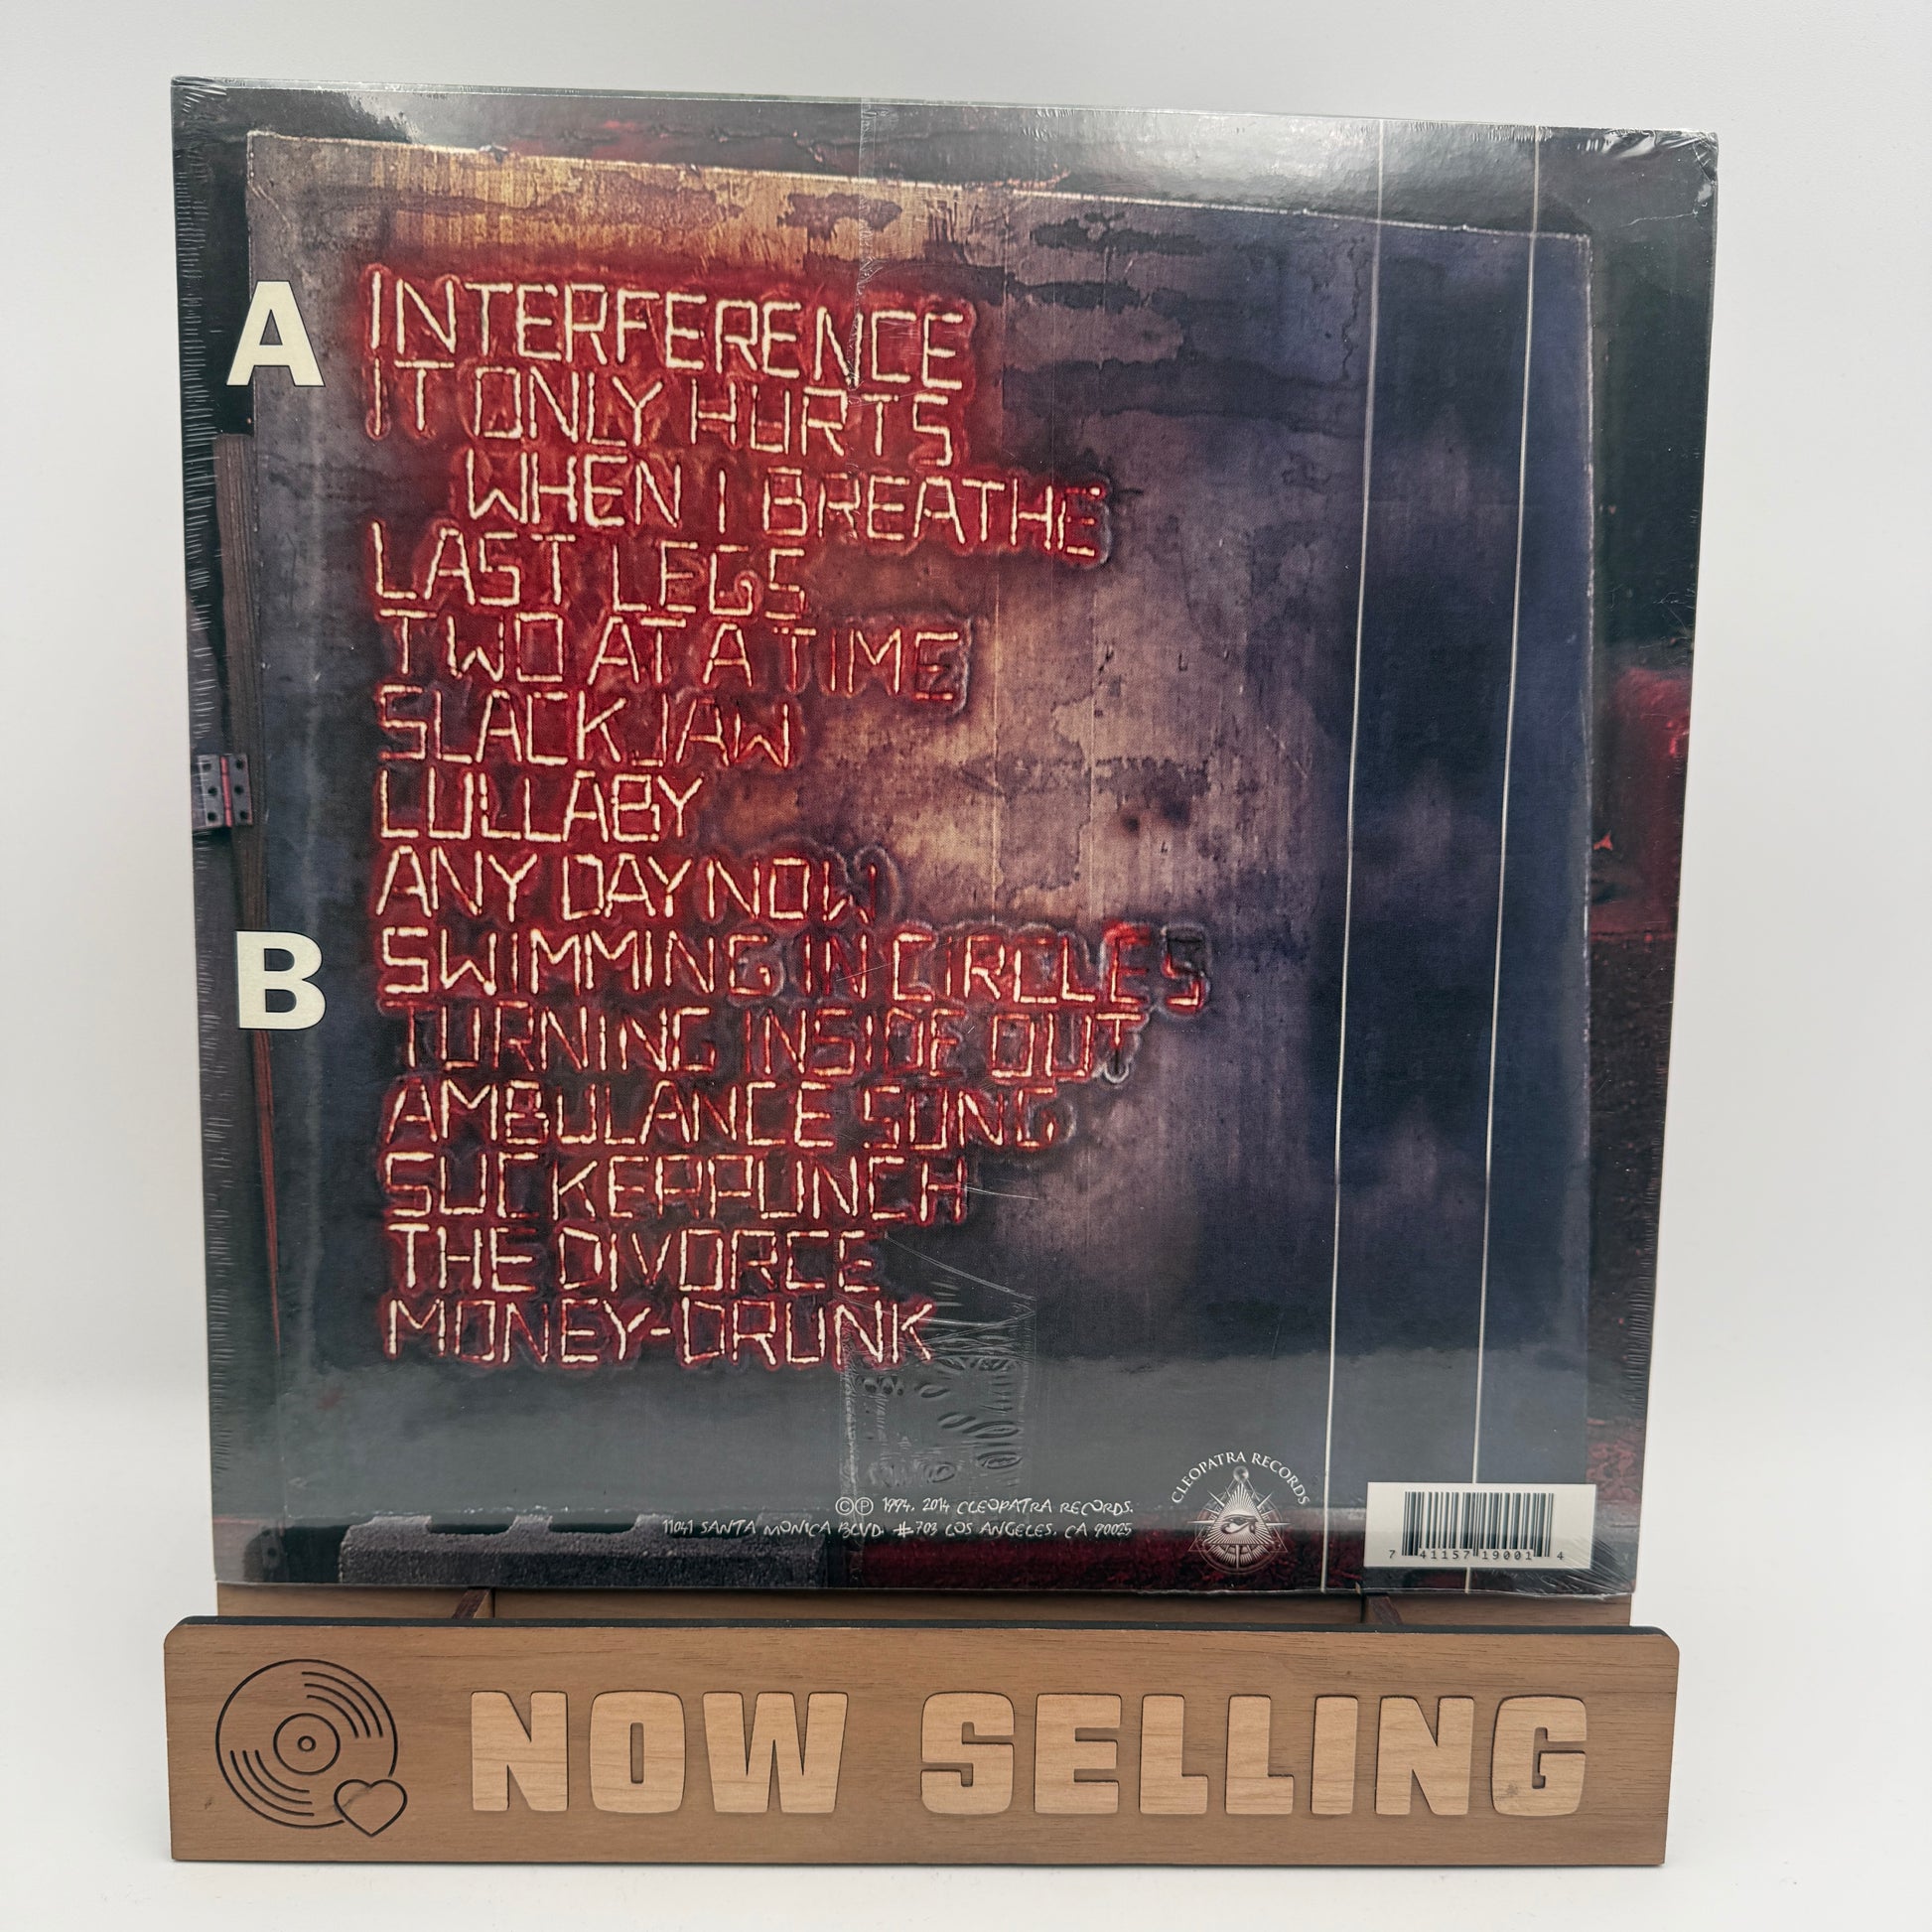 A
INTERFERENCE
IT ONLY HURTS
WHEN I BREATHE
LAST LEGS
TWO AT A TIME
SLACKJAW
LULLABY
ANY DAY NOW
B
SWIMMING IN CIRCLES
TURNING INSIDE OUT
AMBULANCE SONG
SUCKERPUNCH
THE DIVORCE
MONEY-DRUNK
©℗ 1994, 2014 CLEOPATRA RECORDS.
11041 SANTA MONICA BLVD. #703 LOS ANGELES, CA 90025
CLEOPATRA RECORDS
7 41157 19001 4
NOW SELLING